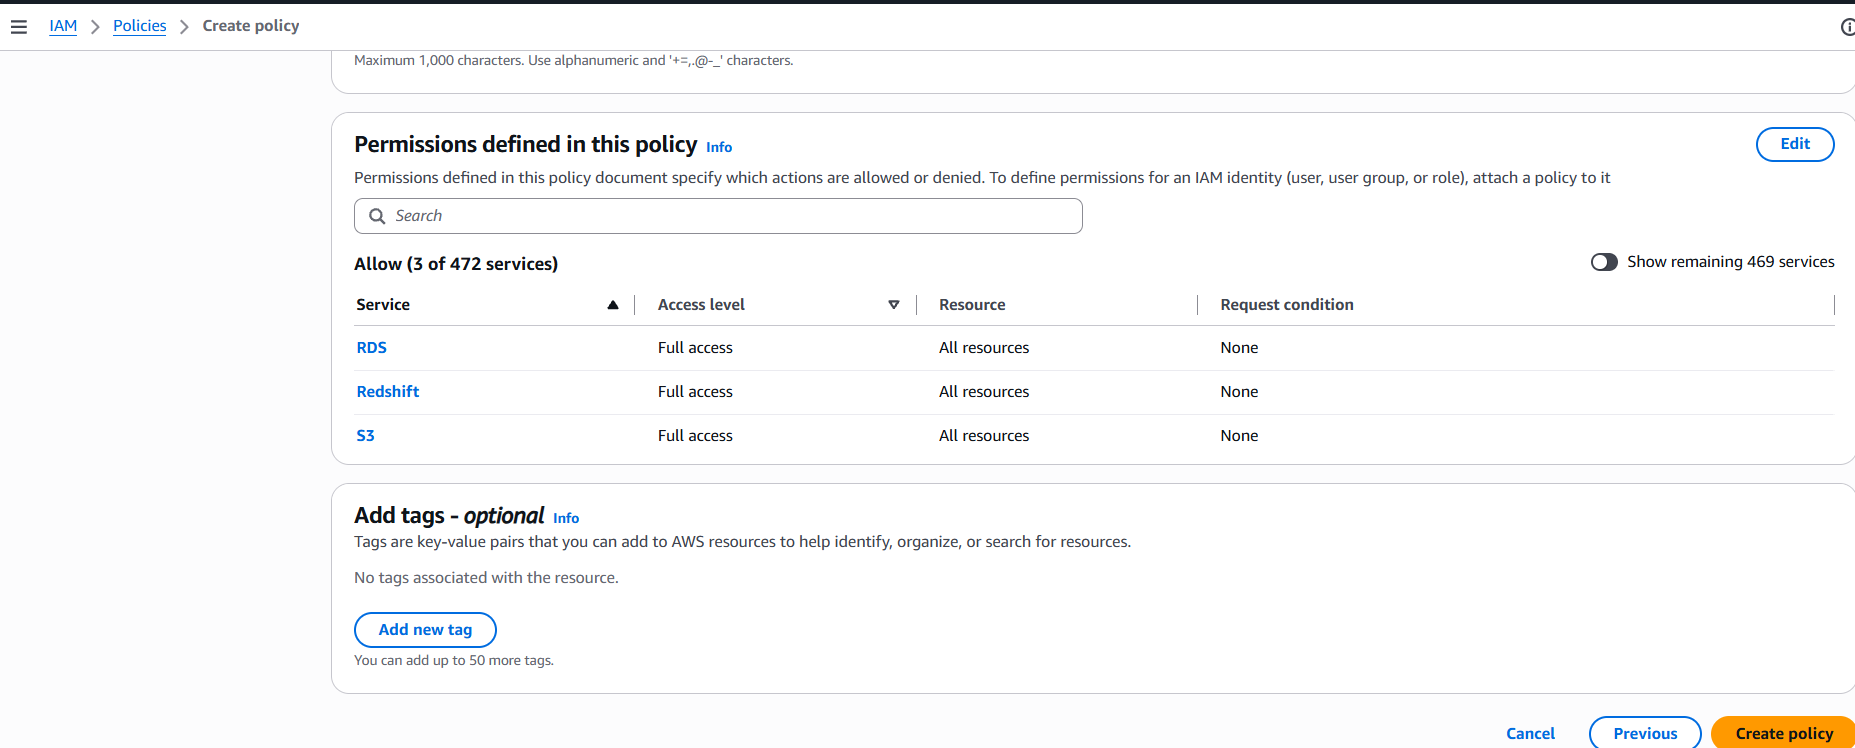 IAM > Policies > Create policy
Maximum 1,000 characters. Use alphanumeric and '+=,.@-_' characters.
Permissions defined in this policy Info
Edit
Permissions defined in this policy document specify which actions are allowed or denied. To define permissions for an IAM identity (user, user group, or role), attach a policy to it
Search
Allow (3 of 472 services)
Show remaining 469 services
Service Access level Resource Request condition
RDS Full access All resources None
Redshift Full access All resources None
S3 Full access All resources None
Add tags - optional Info
Tags are key-value pairs that you can add to AWS resources to help identify, organize, or search for resources.
No tags associated with the resource.
Add new tag
You can add up to 50 more tags.
Cancel Previous Create policy